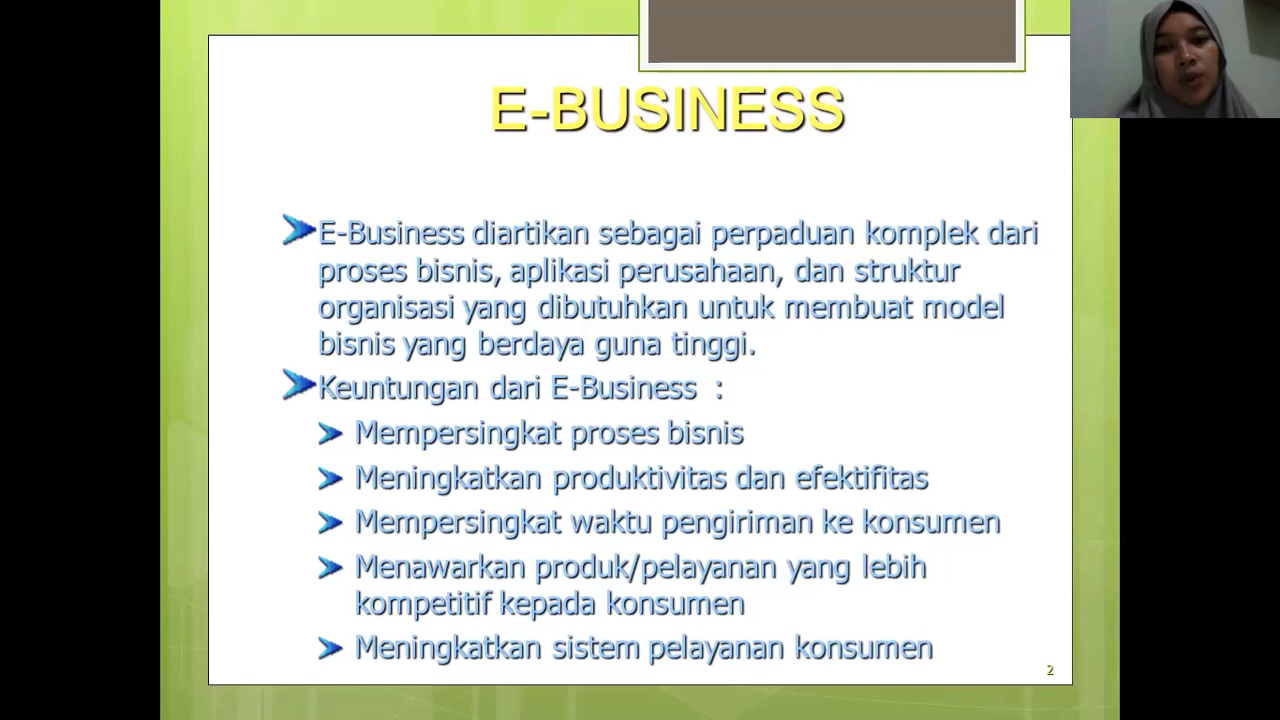 E-BUSINESS
E-Business diartikan sebagai perpaduan komplek dari
proses bisnis, aplikasi perusahaan, dan struktur
organisasi yang dibutuhkan untuk membuat model
bisnis yang berdaya guna tinggi.
Keuntungan dari E-Business :
Mempersingkat proses bisnis
Meningkatkan produktivitas dan efektifitas
Mempersingkat waktu pengiriman ke konsumen
Menawarkan produk/pelayanan yang lebih
kompetitif kepada konsumen
Meningkatkan sistem pelayanan konsumen
2